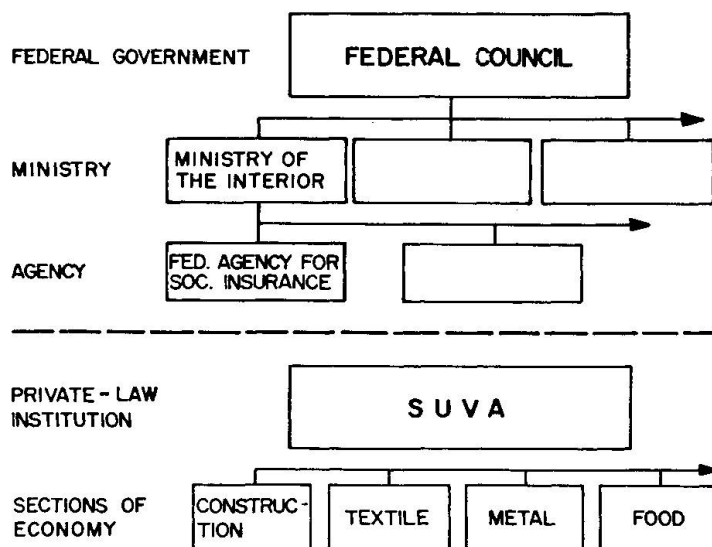 FEDERAL GOVERNMENT
FEDERAL COUNCIL
MINISTRY
MINISTRY OF
THE INTERIOR
AGENCY
FED. AGENCY FOR
SOC. INSURANCE
PRIVATE-LAW
INSTITUTION
SUVA
SECTIONS OF
ECONOMY
CONSTRUC-
TION
TEXTILE
METAL
FOOD